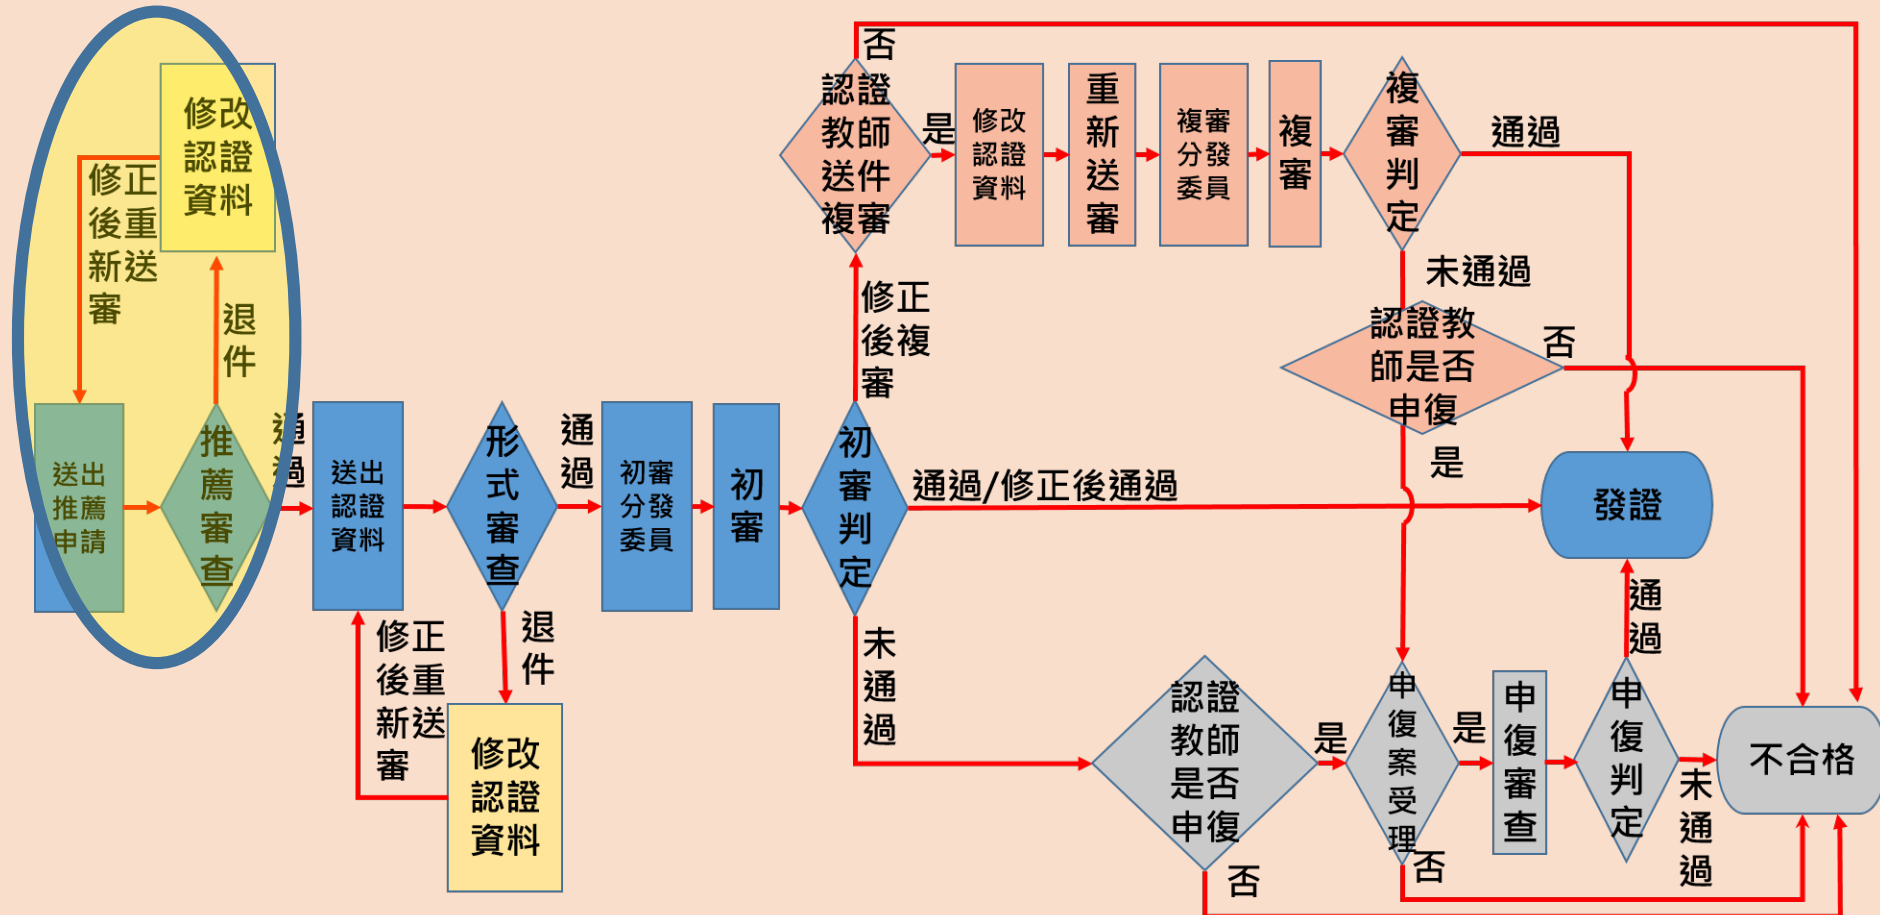 修改
認證
資料
修正
後重
新送
審
退
件
送出
推薦
申請
推
薦
審
查
通
過
送出
認證
資料
形
式
審
查
通
過
退
件
修正
後重
新送
審
修改
認證
資料
初審
分發
委員
初
審
初
審
判
定
修正
後複
審
通過/修正後通過
未
通
過
否
認證
教師
送件
複審
是
修改
認證
資料
重
新
送
審
複審
分發
委員
複
審
複
審
判
定
通過
未通過
認證教
師是否
申復
否
是
發證
認證
教師
是否
申復
是
否
申
復
案
受
理
是
否
申
復
審
查
申
復
判
定
通
過
未
通
過
不合格